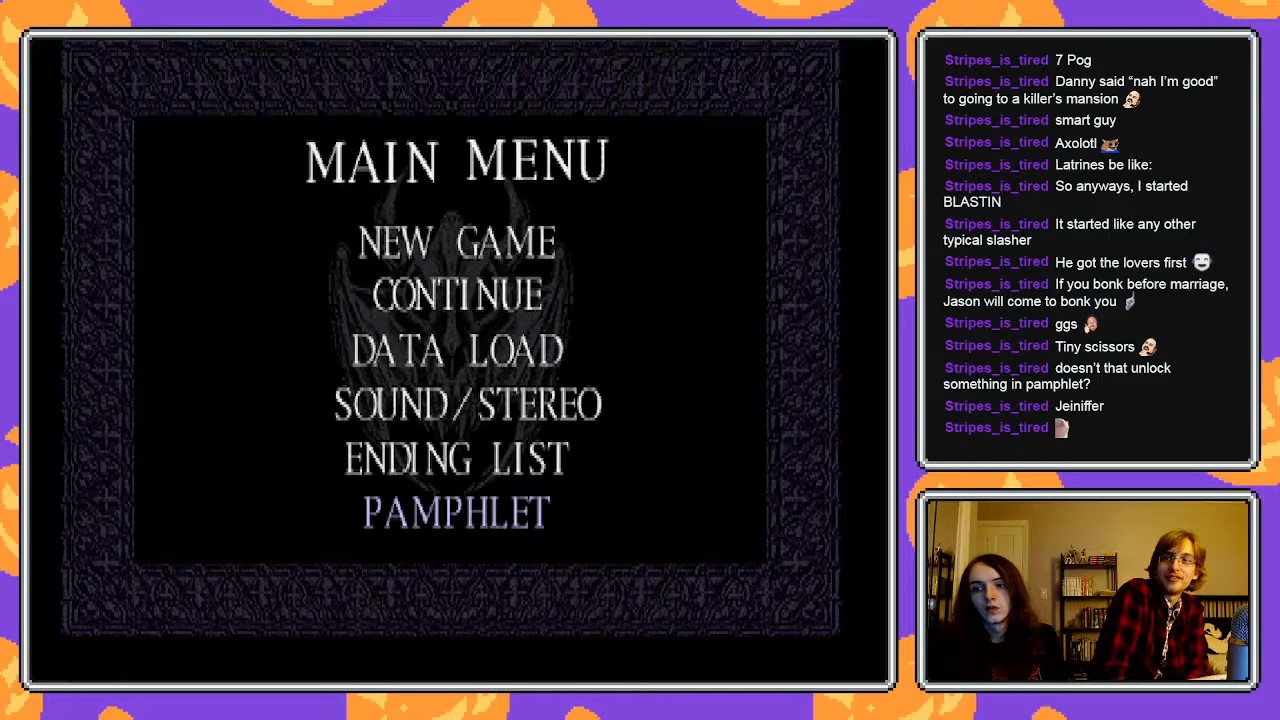 MAIN MENU
NEW GAME
CONTINUE
DATA LOAD
SOUND/STEREO
ENDING LIST
PAMPHLET
Stripes_is_tired 7 Pog
Stripes_is_tired Danny said “nah I’m good”
to going to a killer’s mansion
Stripes_is_tired smart guy
Stripes_is_tired Axolotl
Stripes_is_tired Latrines be like:
Stripes_is_tired So anyways, I started
BLASTIN
Stripes_is_tired It started like any other
typical slasher
Stripes_is_tired He got the lovers first
Stripes_is_tired If you bonk before marriage,
Jason will come to bonk you
Stripes_is_tired ggs
Stripes_is_tired Tiny scissors
Stripes_is_tired doesn’t that unlock
something in pamphlet?
Stripes_is_tired Jeiniffer
Stripes_is_tired